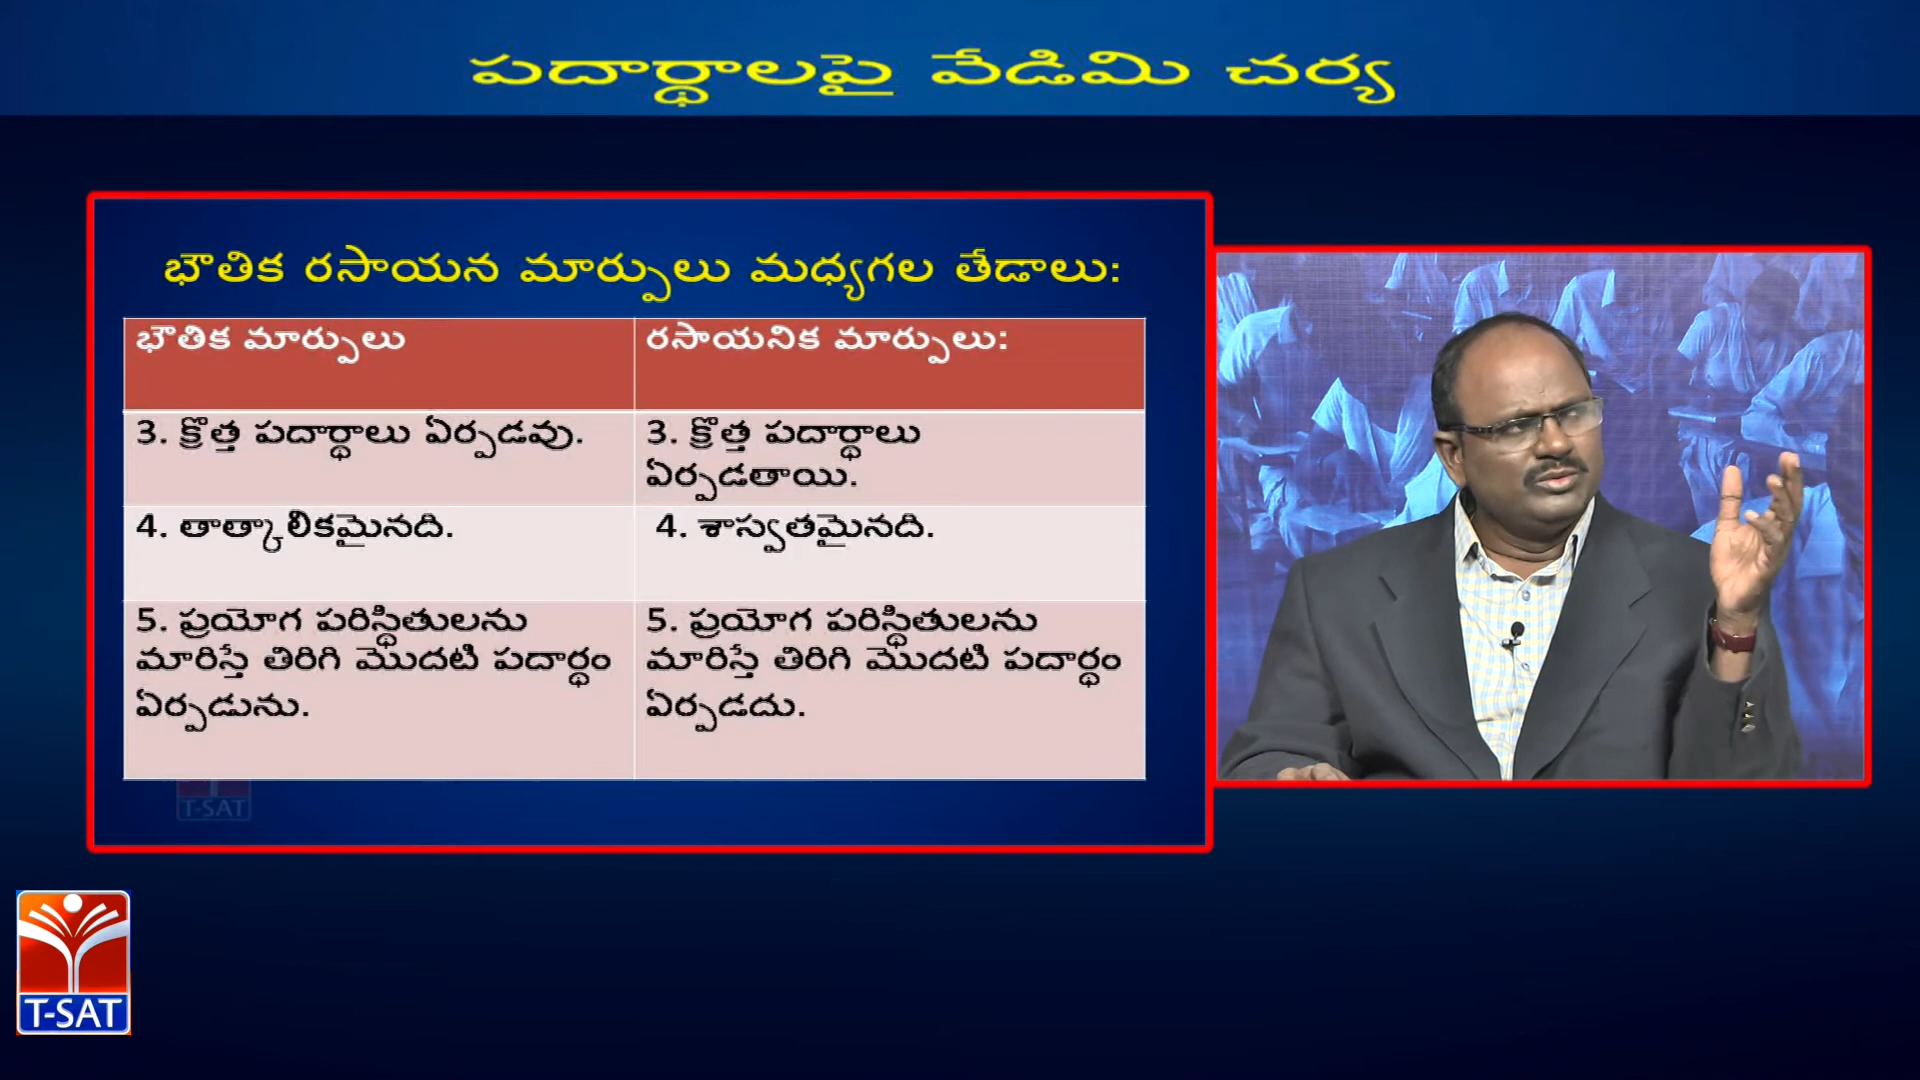 పదార్థాలపై వేడిమి చర్య
భౌతిక రసాయన మార్పులు మధ్యగల తేడాలు:
భౌతిక మార్పులు
రసాయనిక మార్పులు:
3. క్రొత్త పదార్థాలు ఏర్పడవు.
3. క్రొత్త పదార్థాలు
ఏర్పడతాయి.
4. తాత్కాలికమైనది.
4. శాస్వతమైనది.
5. ప్రయోగ పరిస్థితులను
మారిస్తే తిరిగి మొదటి పదార్థం
ఏర్పడును.
5. ప్రయోగ పరిస్థితులను
మారిస్తే తిరిగి మొదటి పదార్థం
ఏర్పడదు.
T-SAT
T-SAT